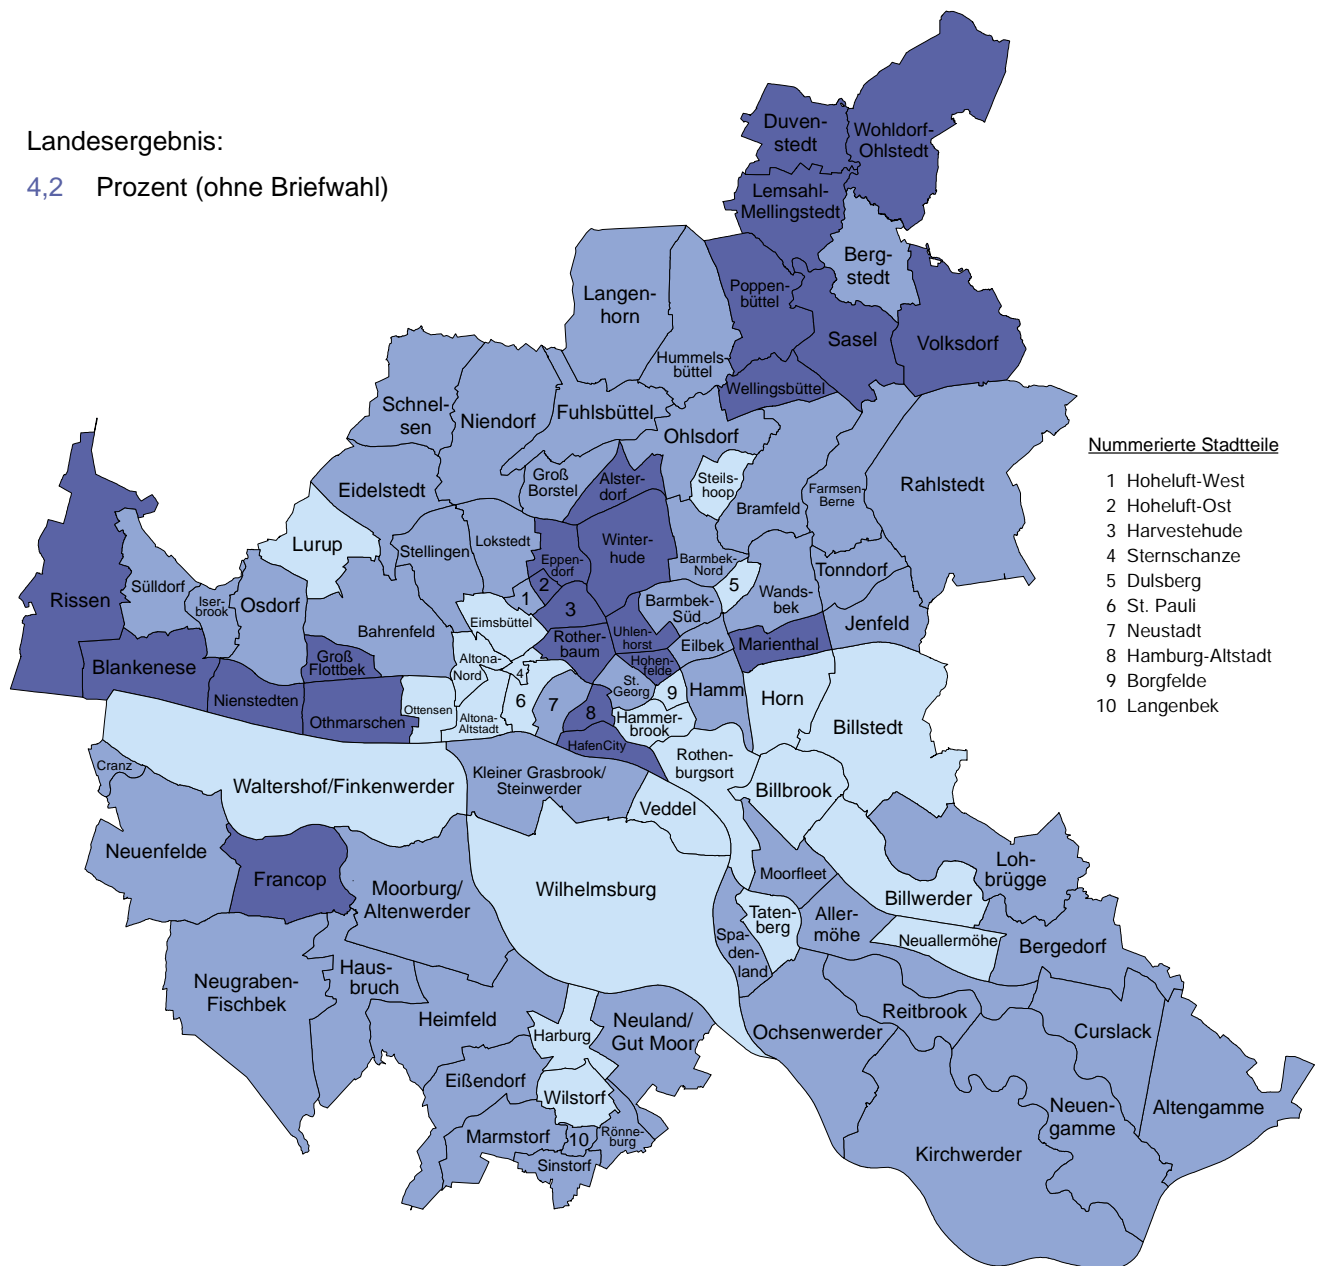 Landesergebnis:
4,2 Prozent (ohne Briefwahl)
Duven-
stedt
Wohldorf-
Ohlstedt
Lemsahl-
Mellingstedt
Berg-
stedt
Poppen-
büttel
Sasel
Volksdorf
Wellingsbüttel
Langen-
horn
Hummels-
büttel
Schnel-
sen
Niendorf
Fuhlsbüttel
Ohlsdorf
Groß
Borstel
Alster-
dorf
Steils-
hoop
Bramfeld
Farmsen-
Berne
Rahlstedt
Eidelstedt
Lurup
Stellingen
Lokstedt
Eppen-
dorf
Winter-
hude
Barmbek-
Nord
5
Wands-
bek
Tonndorf
Jenfeld
Rissen
Sülldorf
Iser-
brook
Osdorf
Bahrenfeld
Eimsbüttel
1
2
3
Rother-
baum
Uhlen-
horst
Barmbek-
Süd
Eilbek
Marienthal
Hohen-
felde
Blankenese
Nienstedten
Groß
Flottbek
Othmarschen
Ottensen
Altona-
Nord
Altona-
Altstadt
4
6
7
8
St.
Georg
9
Hamm
Horn
Billstedt
Hammer-
brook
HafenCity
Rothen-
burgsort
Billbrook
Cranz
Waltershof/Finkenwerder
Kleiner Grasbrook/
Steinwerder
Veddel
Neuenfelde
Francop
Moorburg/
Altenwerder
Wilhelmsburg
Moorfleet
Billwerder
Loh-
brügge
Taten-
berg
Aller-
möhe
Neuallermöhe
Bergedorf
Spa-
den-
land
Neugraben-
Fischbek
Haus-
bruch
Heimfeld
Harburg
Neuland/
Gut Moor
Ochsenwerder
Reitbrook
Curslack
Eißendorf
Wilstorf
Neuen-
gamme
Altengamme
Marmstorf
10
Rönne-
burg
Sinstorf
Kirchwerder
Nummerierte Stadtteile
1 Hoheluft-West
2 Hoheluft-Ost
3 Harvestehude
4 Sternschanze
5 Dulsberg
6 St. Pauli
7 Neustadt
8 Hamburg-Altstadt
9 Borgfelde
10 Langenbek